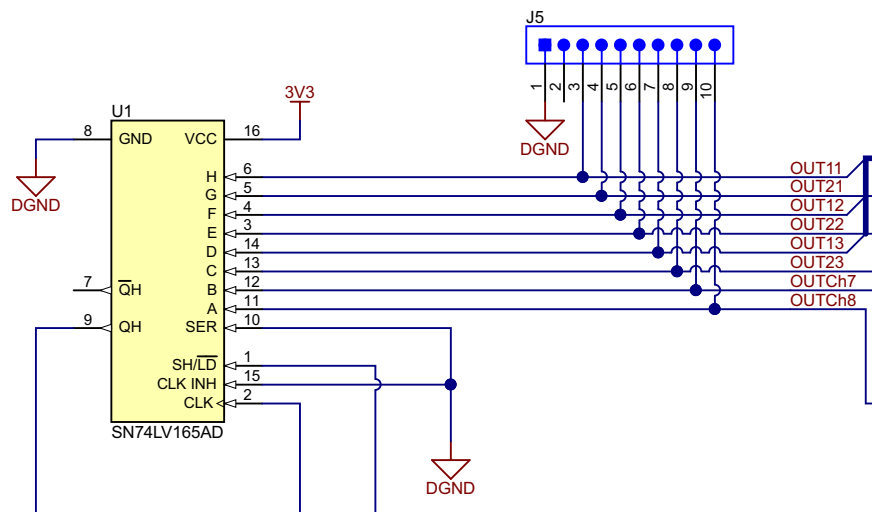 J5
1 2 3 4 5 6 7 8 9 10
DGND
3V3
U1
8 GND VCC 16
DGND
H 6 OUT11
G 5 OUT21
F 4 OUT12
E 3 OUT22
D 14 OUT13
C 13 OUT23
7 Q̅H B 12 OUTCh7
A 11 OUTCh8
9 QH SER 10
SH/L̅D̅ 1
CLK INH 15
CLK 2
SN74LV165AD
DGND